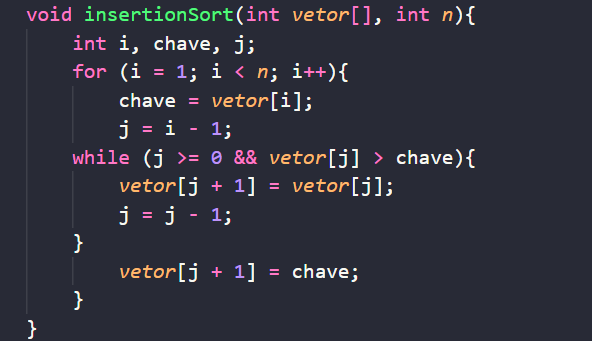 void insertionSort(int vetor[], int n){
    int i, chave, j;
    for (i = 1; i < n; i++){
        chave = vetor[i];
        j = i - 1;
    while (j >= 0 && vetor[j] > chave){
        vetor[j + 1] = vetor[j];
        j = j - 1;
    }
        vetor[j + 1] = chave;
    }
}